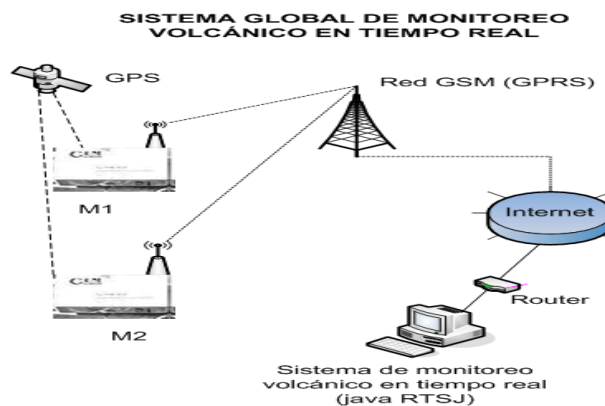 SISTEMA GLOBAL DE MONITOREO
VOLCÁNICO EN TIEMPO REAL
GPS
Red GSM (GPRS)
M1
Internet
Router
M2
Sistema de monitoreo
volcánico en tiempo real
(java RTSJ)